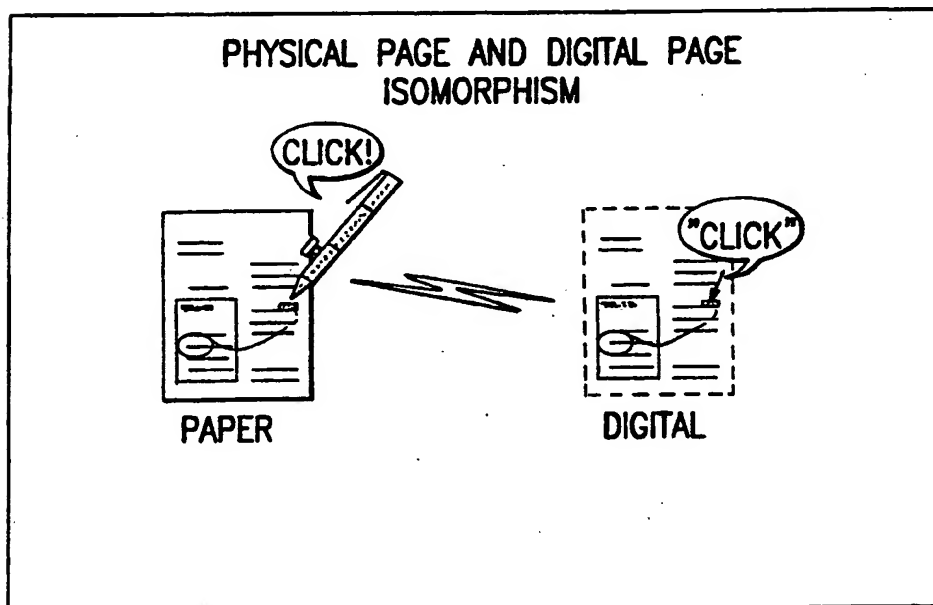 PHYSICAL PAGE AND DIGITAL PAGE
ISOMORPHISM
CLICK!
"CLICK"
PAPER
DIGITAL